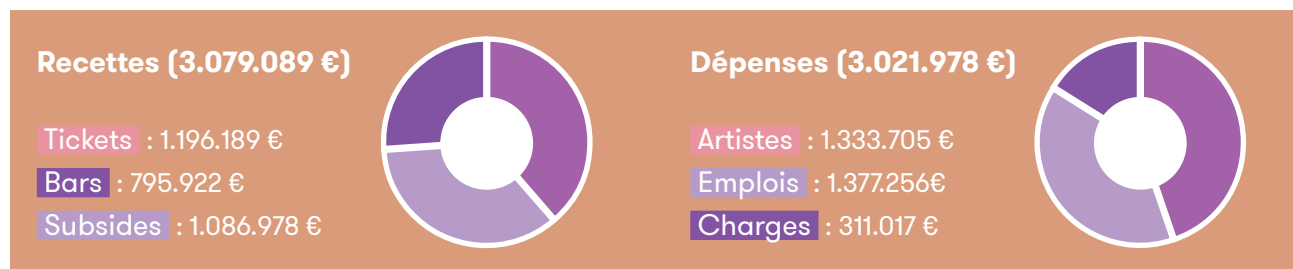 Recettes (3.079.089 €)
Tickets : 1.196.189 €
Bars : 795.922 €
Subsides : 1.086.978 €
Dépenses (3.021.978 €)
Artistes : 1.333.705 €
Emplois : 1.377.256€
Charges : 311.017 €